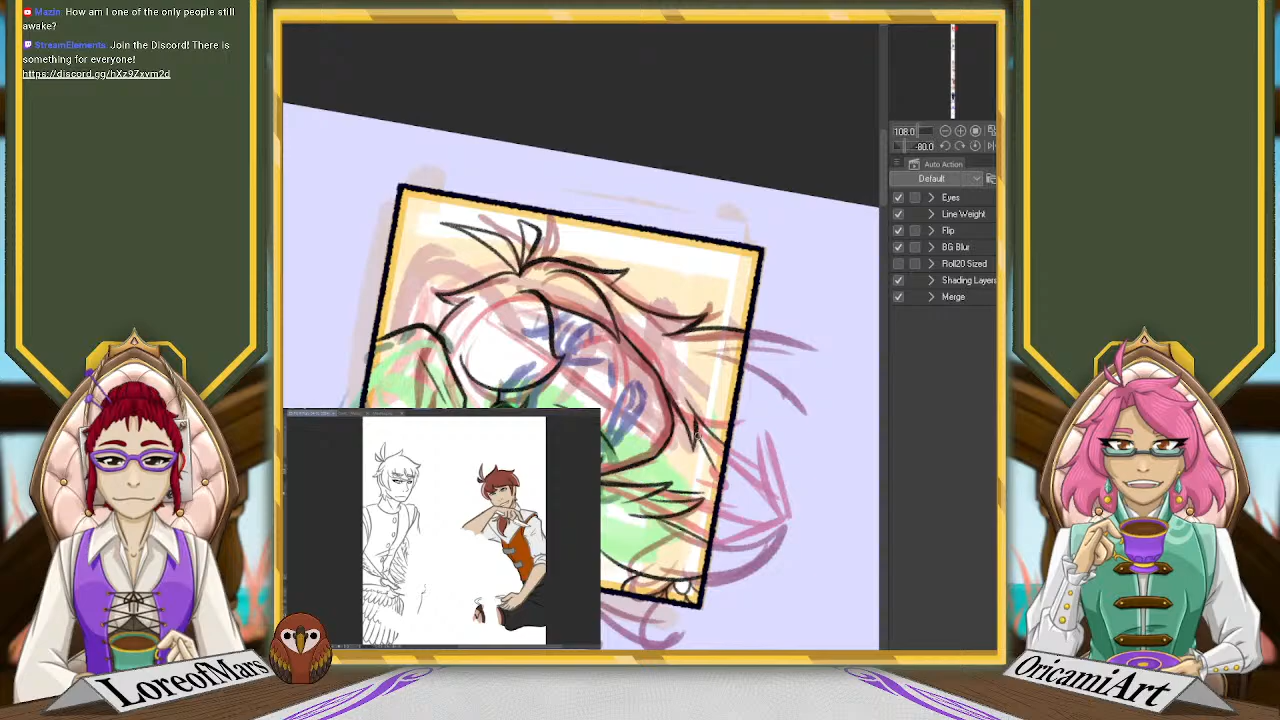 Mazin: How am I one of the only people still
awake?
StreamElements: Join the Discord! There is
something for everyone!
108.0
-80.0
Auto Action
Default
Eyes
Line Weight
Flip
BG Blur
Roll20 Sized
Shading Layers
Merge
LoreofMars
OricamiArt